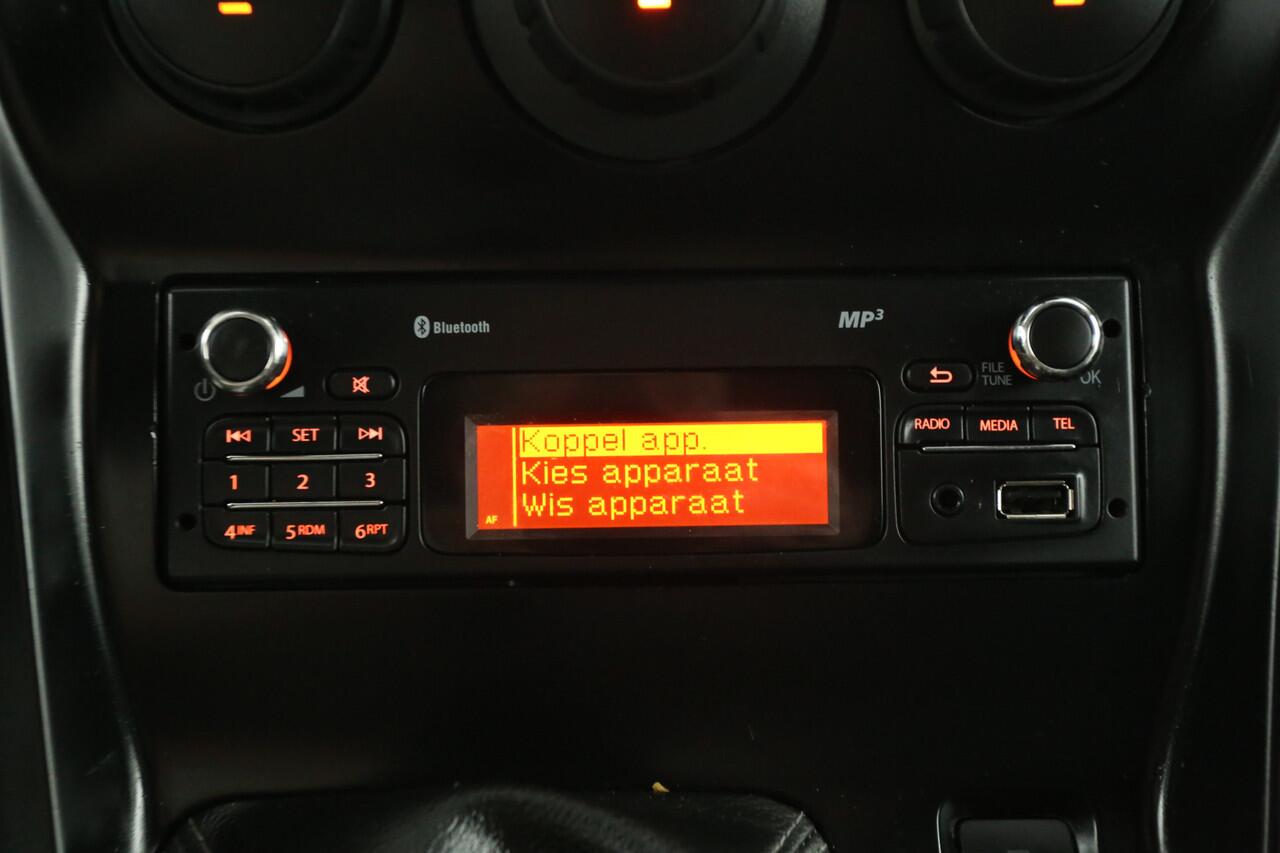 Bluetooth
MP3
FILE
TUNE
OK
SET
RADIO
MEDIA
TEL
1
2
3
4INF
5RDM
6RPT
Koppel app.
Kies apparaat
Wis apparaat
AF